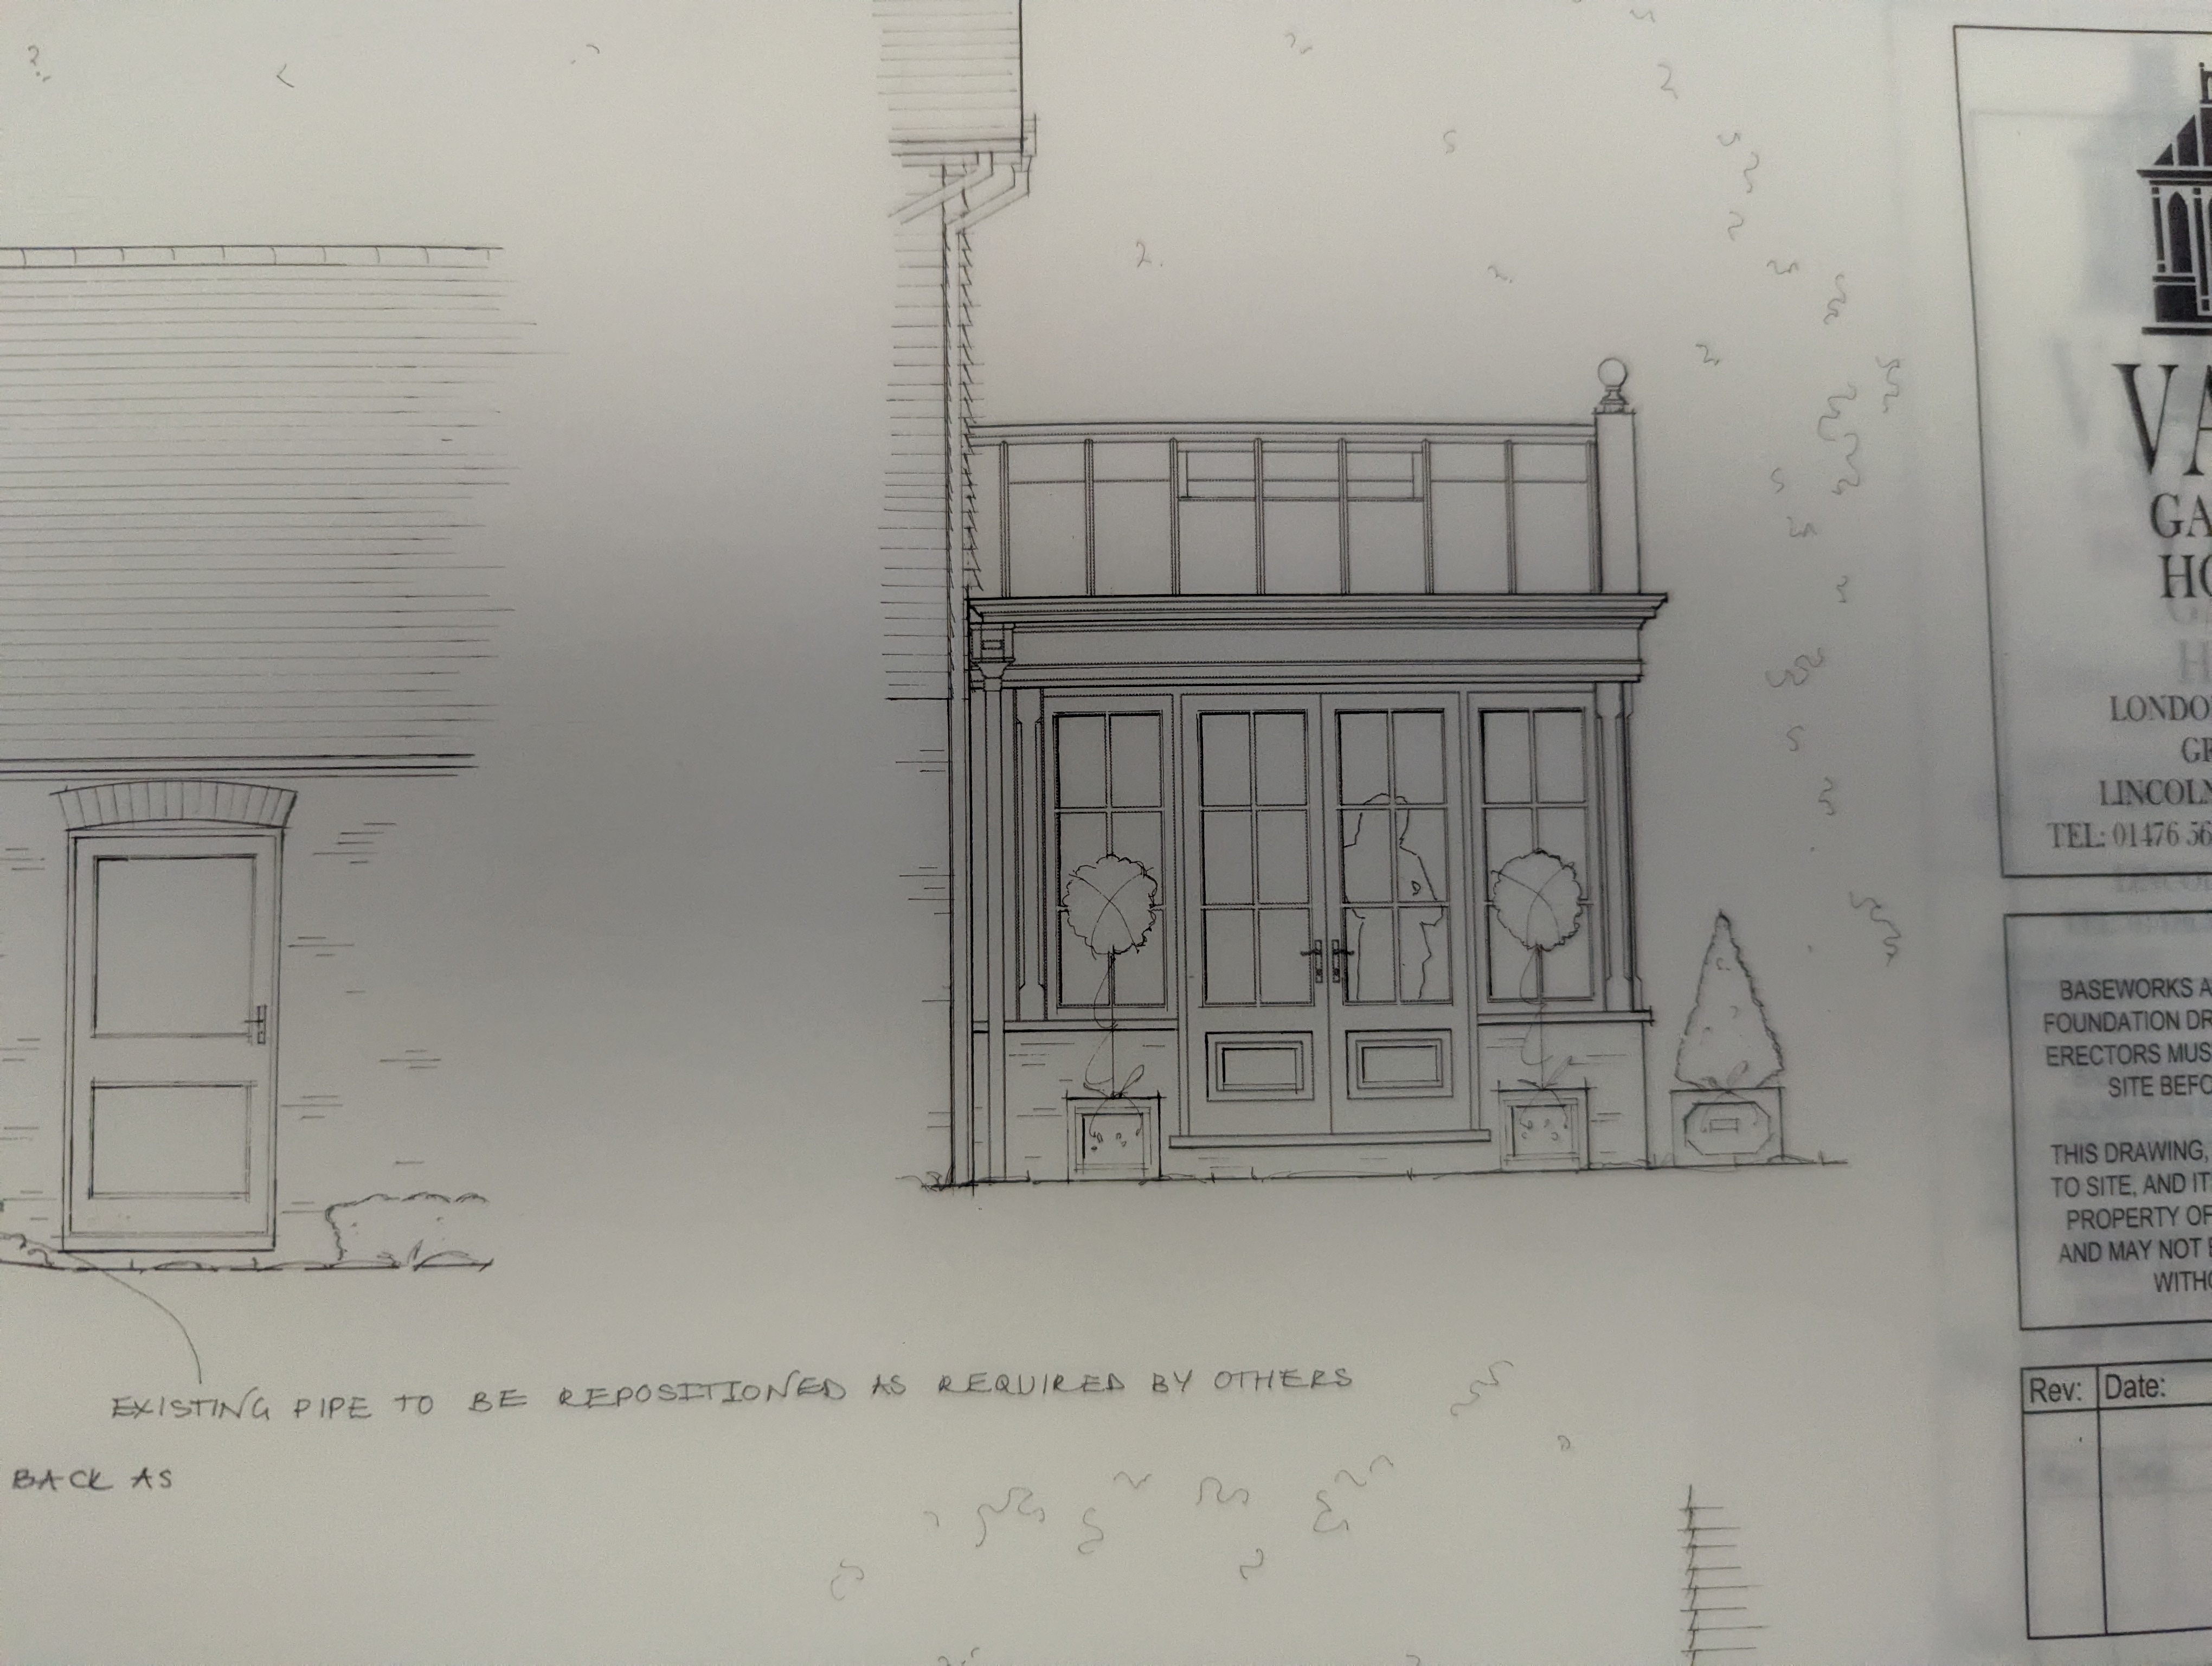 EXISTING PIPE TO BE REPOSITIONED AS REQUIRED BY OTHERS
BACK AS
VA
GA
HO
LONDO
GR
LINCOLN
TEL: 01476 56
BASEWORKS A
FOUNDATION DR
ERECTORS MUS
SITE BEFO
THIS DRAWING,
TO SITE, AND IT
PROPERTY OF
AND MAY NOT
WITHO
Rev: Date: